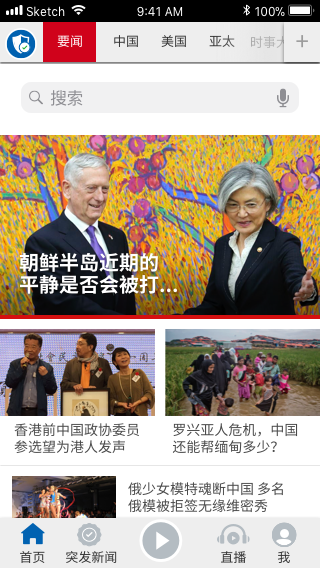 Sketch 9:41 AM 100%
要闻 中国 美国 亚太 时事
搜索
朝鲜半岛近期的
平静是否会被打...
香港前中国政协委员
参选望为港人发声
罗兴亚人危机，中国
还能帮缅甸多少?
俄少女模特魂断中国 多名
俄模被拒签无缘维密秀
首页 突发新闻 直播 我